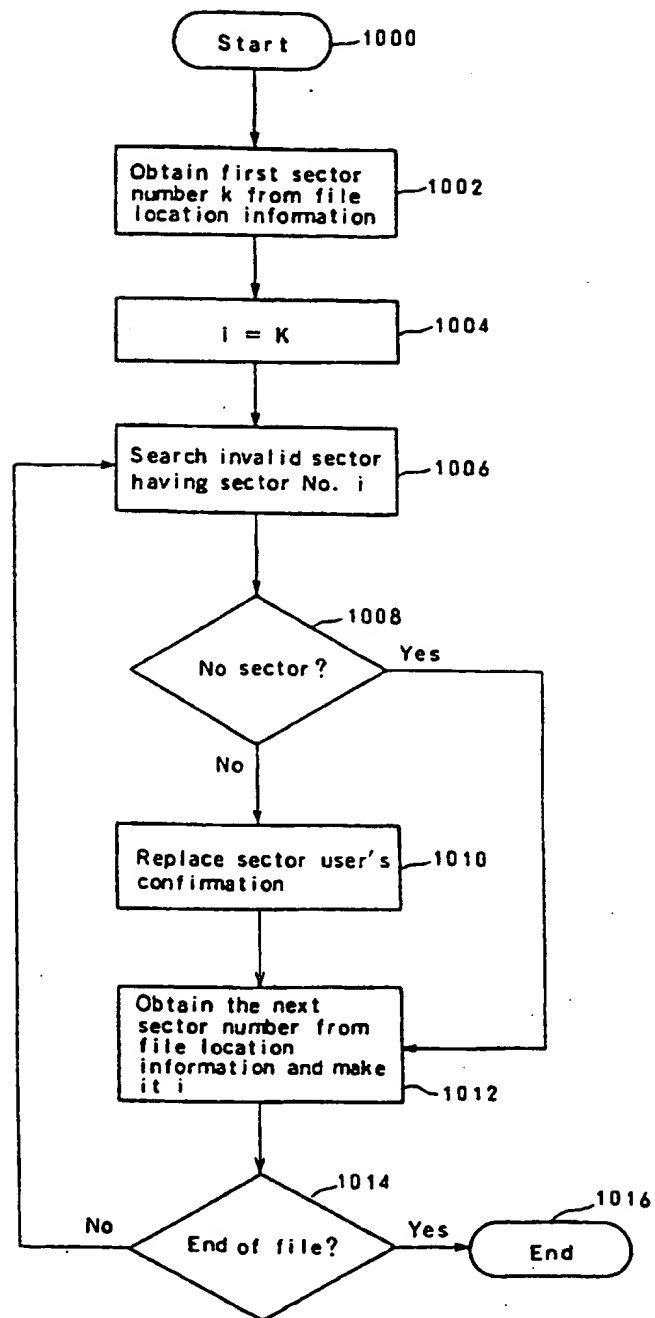 Start
1000
Obtain first sector
number k from file
location information
1002
i = K
1004
Search invalid sector
having sector No. i
1006
1008
No sector?
Yes
No
Replace sector user's
confirmation
1010
Obtain the next
sector number from
file location
information and make
it i
1012
1014
End of file?
No
Yes
1016
End